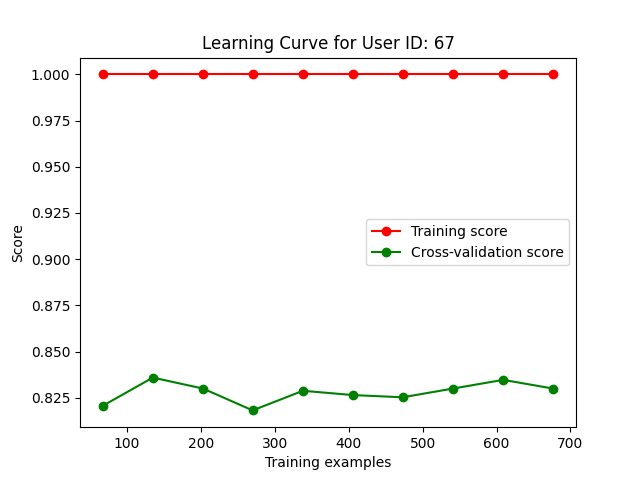 Learning Curve for User ID: 67
1.000
0.975
0.950
0.925
0.900
0.875
0.850
0.825
Score
Training score
Cross-validation score
100 200 300 400 500 600 700
Training examples